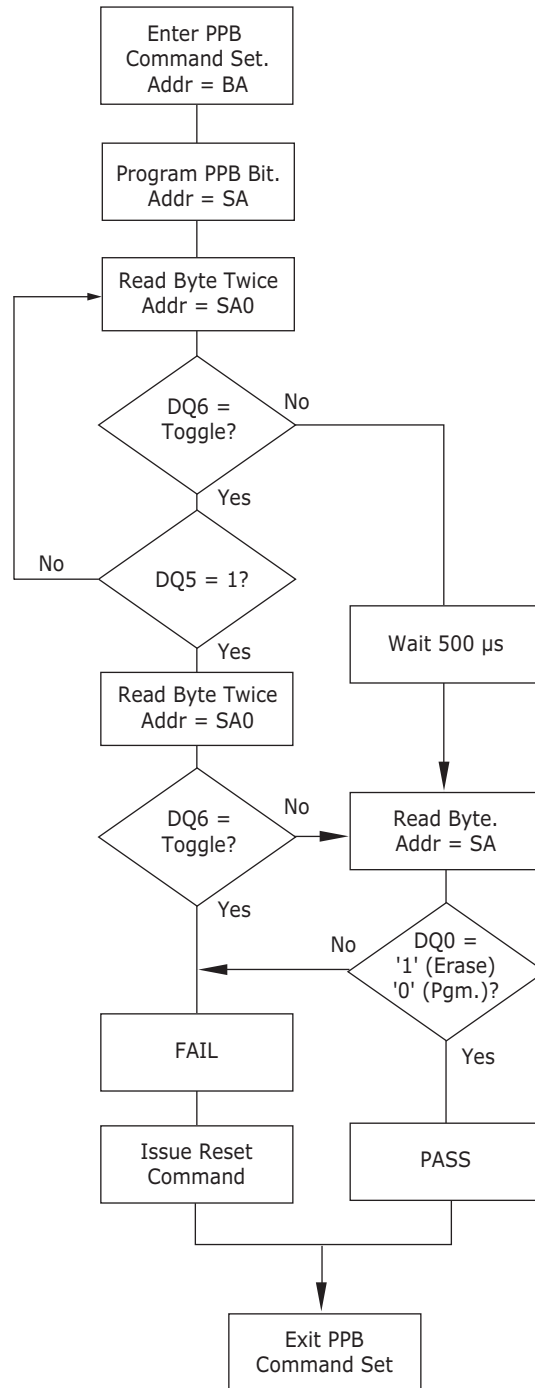 Enter PPB
Command Set.
Addr = BA
Program PPB Bit.
Addr = SA
Read Byte Twice
Addr = SA0
DQ6 =
Toggle?
No
Yes
No
DQ5 = 1?
Yes
Wait 500 µs
Read Byte Twice
Addr = SA0
DQ6 =
Toggle?
No
Yes
Read Byte.
Addr = SA
No
DQ0 =
'1' (Erase)
'0' (Pgm.)?
Yes
FAIL
Issue Reset
Command
PASS
Exit PPB
Command Set